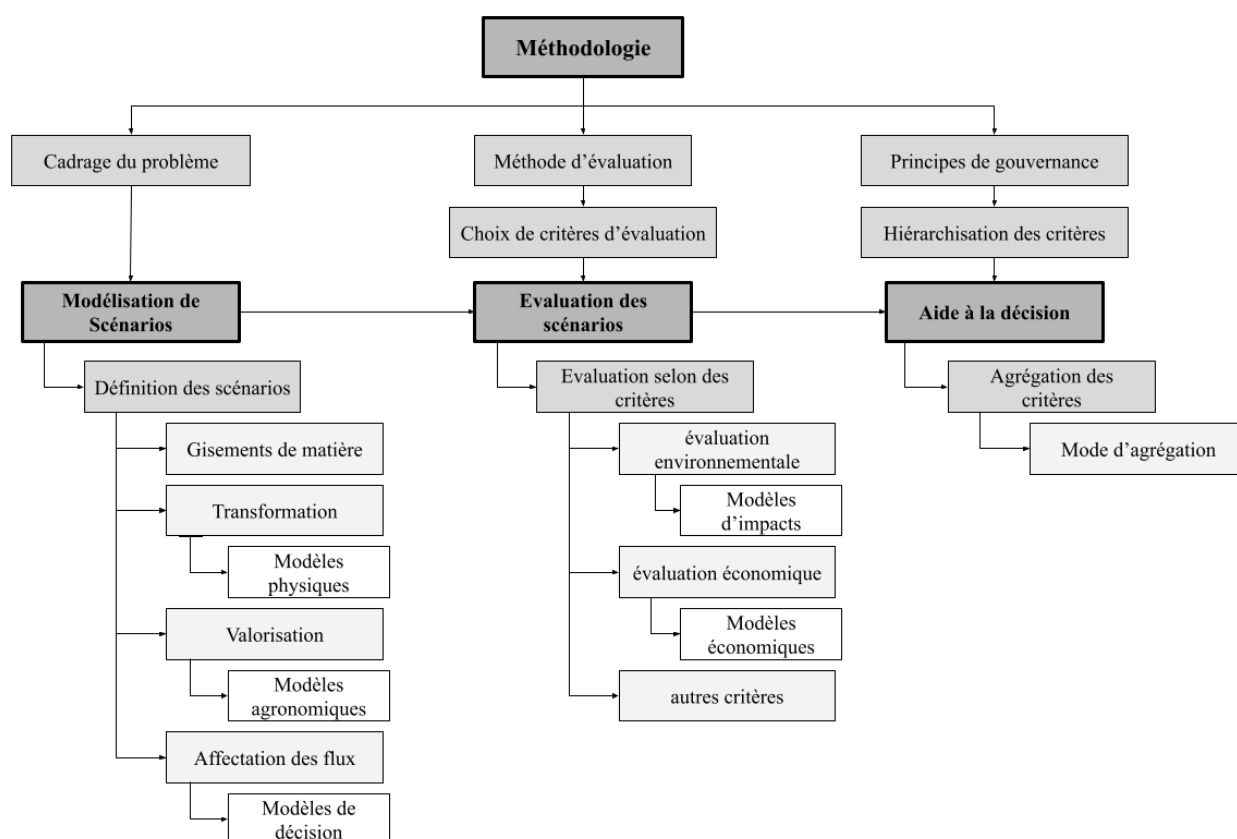 Méthodologie
Cadrage du problème
Méthode d'évaluation
Principes de gouvernance
Choix de critères d'évaluation
Hiérarchisation des critères
Modélisation de
Scénarios
Evaluation des
scénarios
Aide à la décision
Définition des scénarios
Gisements de matière
Transformation
Modèles
physiques
Valorisation
Modèles
agronomiques
Affectation des flux
Modèles de
décision
Evaluation selon des
critères
évaluation
environnementale
Modèles
d'impacts
évaluation économique
Modèles
économiques
autres critères
Agrégation des
critères
Mode d'agrégation